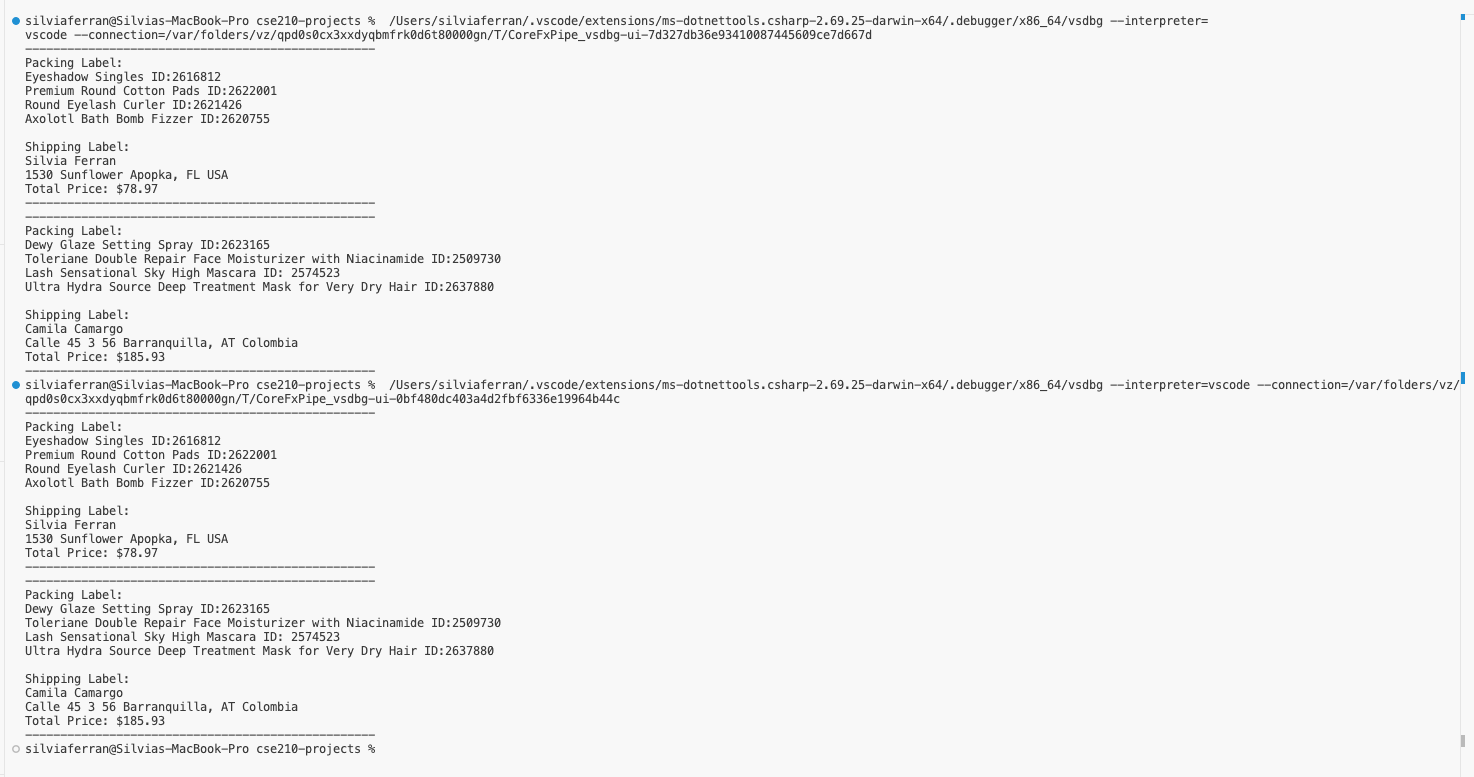 silviaferran@Silvias-MacBook-Pro cse210-projects %  /Users/silviaferran/.vscode/extensions/ms-dotnettools.csharp-2.69.25-darwin-x64/.debugger/x86_64/vsdbg --interpreter=
vscode --connection=/var/folders/vz/qpd0s0cx3xxdyqbmfrk0d6t80000gn/T/CoreFxPipe_vsdbg-ui-7d327db36e93410087445609ce7d667d
--------------------------------------------------
Packing Label:
Eyeshadow Singles ID:2616812
Premium Round Cotton Pads ID:2622001
Round Eyelash Curler ID:2621426
Axolotl Bath Bomb Fizzer ID:2620755

Shipping Label:
Silvia Ferran
1530 Sunflower Apopka, FL USA
Total Price: $78.97
--------------------------------------------------
--------------------------------------------------
Packing Label:
Dewy Glaze Setting Spray ID:2623165
Toleriane Double Repair Face Moisturizer with Niacinamide ID:2509730
Lash Sensational Sky High Mascara ID: 2574523
Ultra Hydra Source Deep Treatment Mask for Very Dry Hair ID:2637880

Shipping Label:
Camila Camargo
Calle 45 3 56 Barranquilla, AT Colombia
Total Price: $185.93
--------------------------------------------------
silviaferran@Silvias-MacBook-Pro cse210-projects %  /Users/silviaferran/.vscode/extensions/ms-dotnettools.csharp-2.69.25-darwin-x64/.debugger/x86_64/vsdbg --interpreter=vscode --connection=/var/folders/vz/
qpd0s0cx3xxdyqbmfrk0d6t80000gn/T/CoreFxPipe_vsdbg-ui-0bf480dc403a4d2fbf6336e19964b44c
--------------------------------------------------
Packing Label:
Eyeshadow Singles ID:2616812
Premium Round Cotton Pads ID:2622001
Round Eyelash Curler ID:2621426
Axolotl Bath Bomb Fizzer ID:2620755

Shipping Label:
Silvia Ferran
1530 Sunflower Apopka, FL USA
Total Price: $78.97
--------------------------------------------------
--------------------------------------------------
Packing Label:
Dewy Glaze Setting Spray ID:2623165
Toleriane Double Repair Face Moisturizer with Niacinamide ID:2509730
Lash Sensational Sky High Mascara ID: 2574523
Ultra Hydra Source Deep Treatment Mask for Very Dry Hair ID:2637880

Shipping Label:
Camila Camargo
Calle 45 3 56 Barranquilla, AT Colombia
Total Price: $185.93
--------------------------------------------------
silviaferran@Silvias-MacBook-Pro cse210-projects %